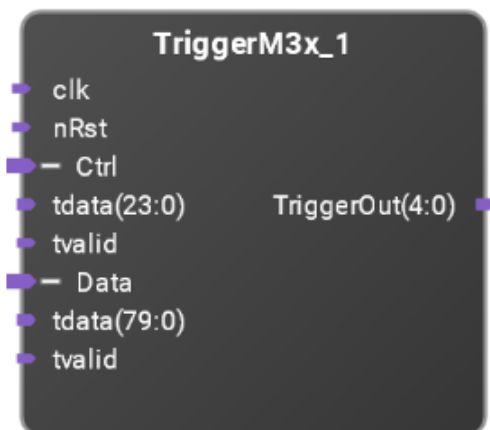 TriggerM3x_1
clk
nRst
Ctrl
tdata(23:0) TriggerOut(4:0)
tvalid
Data
tdata(79:0)
tvalid